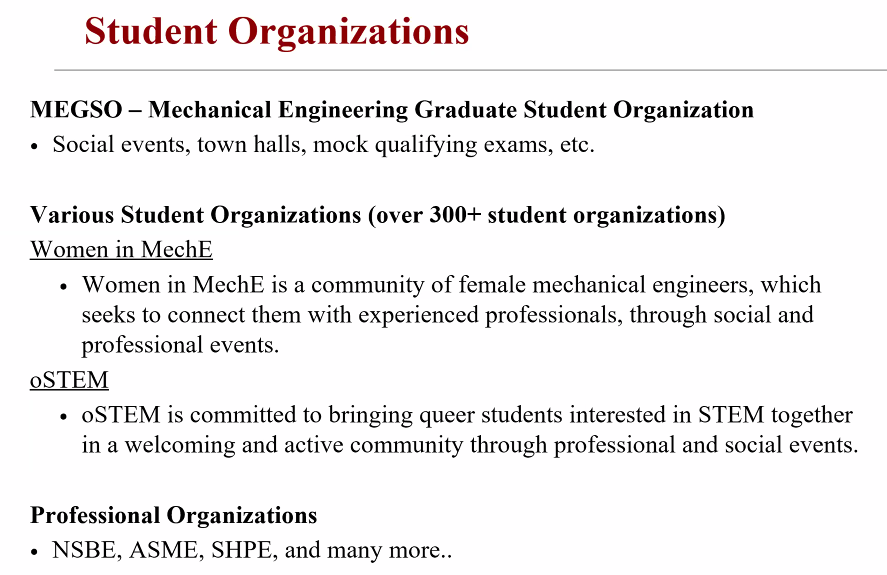 Student Organizations
MEGSO – Mechanical Engineering Graduate Student Organization
• Social events, town halls, mock qualifying exams, etc.
Various Student Organizations (over 300+ student organizations)
Women in MechE
• Women in MechE is a community of female mechanical engineers, which
seeks to connect them with experienced professionals, through social and
professional events.
oSTEM
• oSTEM is committed to bringing queer students interested in STEM together
in a welcoming and active community through professional and social events.
Professional Organizations
• NSBE, ASME, SHPE, and many more..